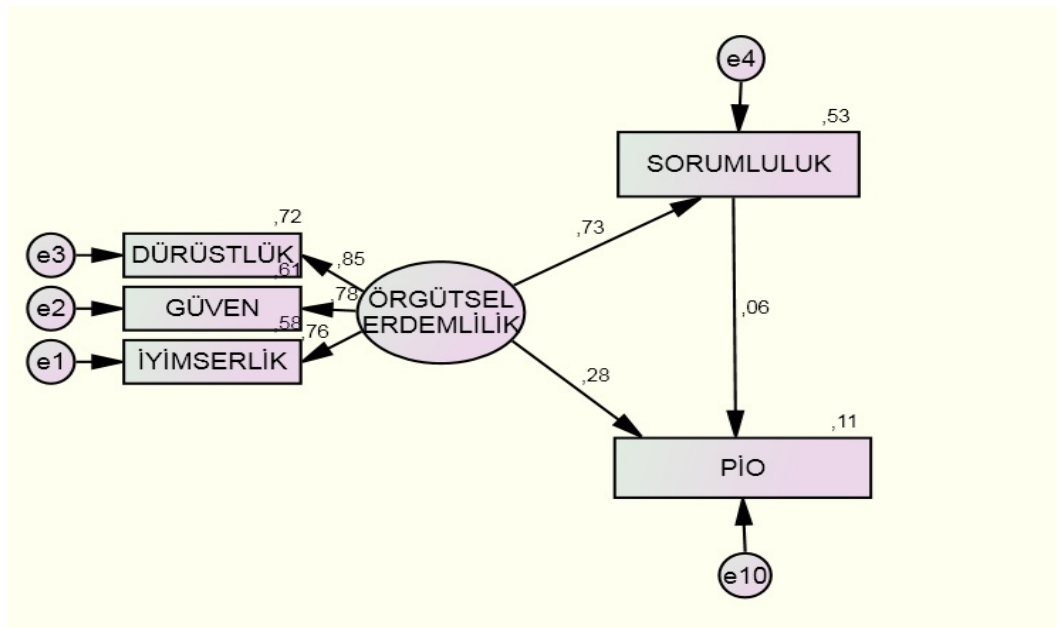 e4
,53
SORUMLULUK
,72
,73
e3
DÜRÜSTLÜK
,85
,61
e2
GÜVEN
,78
ÖRGÜTSEL
ERDEMLİLİK
,06
,58
,76
e1
İYİMSERLİK
,28
,11
PİO
e10